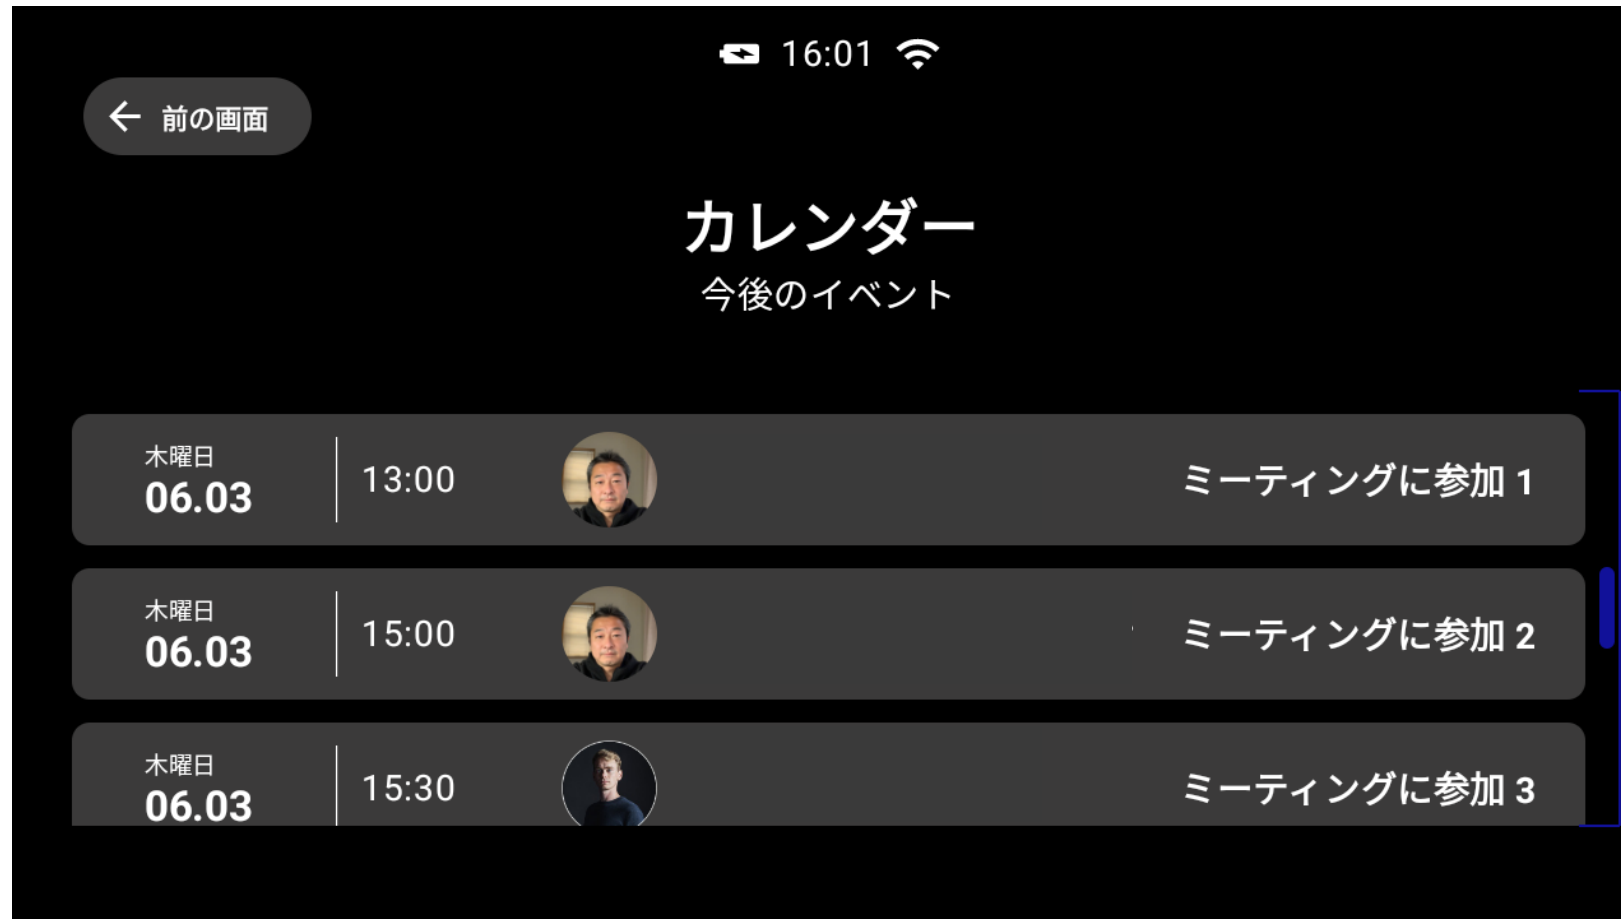 16:01
前の画面
カレンダー
今後のイベント
木曜日
06.03
13:00
ミーティングに参加 1
木曜日
06.03
15:00
ミーティングに参加 2
木曜日
06.03
15:30
ミーティングに参加 3